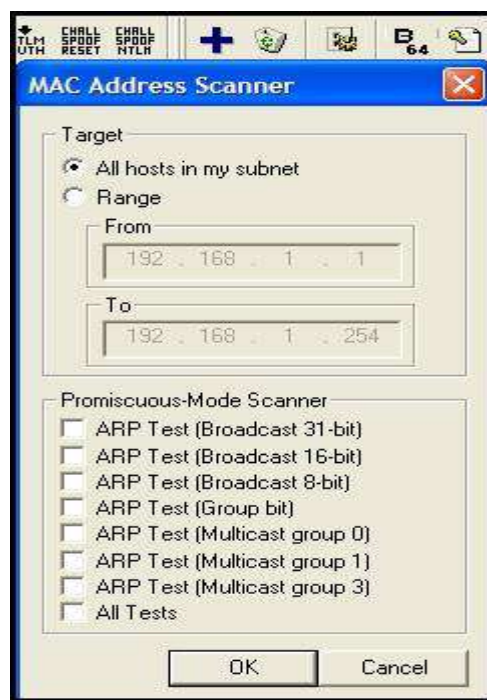 TLM CHALL CHALL
UTH SPOOF SPOOF
RESET NTLM
B 64
MAC Address Scanner
Target
All hosts in my subnet
Range
From
192 . 168 . 1 . 1
To
192 . 168 . 1 . 254
Promiscuous-Mode Scanner
ARP Test (Broadcast 31-bit)
ARP Test (Broadcast 16-bit)
ARP Test (Broadcast 8-bit)
ARP Test (Group bit)
ARP Test (Multicast group 0)
ARP Test (Multicast group 1)
ARP Test (Multicast group 3)
All Tests
OK
Cancel